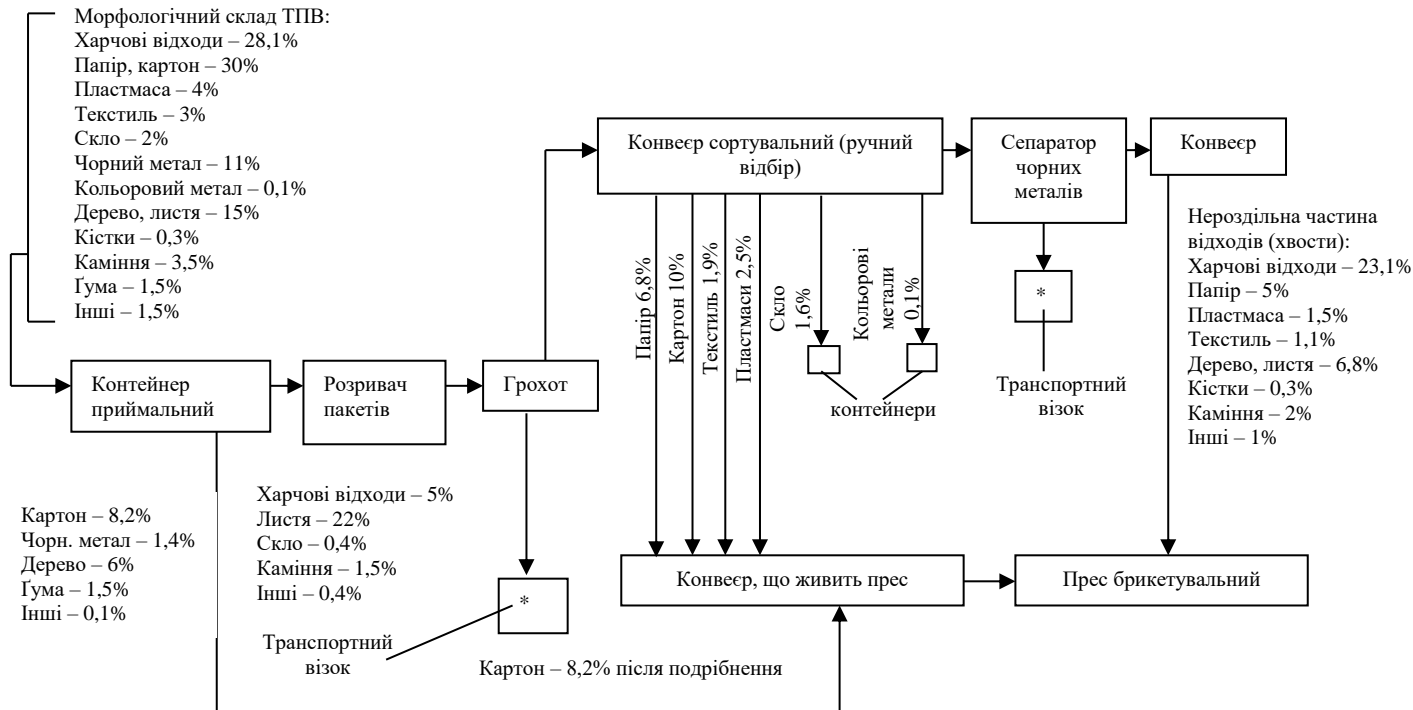 Морфологічний склад ТПВ:
Харчові відходи – 28,1%
Папір, картон – 30%
Пластмаса – 4%
Текстиль – 3%
Скло – 2%
Чорний метал – 11%
Кольоровий метал – 0,1%
Дерево, листя – 15%
Кістки – 0,3%
Каміння – 3,5%
Ґума – 1,5%
Інші – 1,5%
Контейнер
приймальний
Розривач
пакетів
Грохот
Конвеєр сортувальний (ручний
відбір)
Сепаратор
чорних
металів
Конвеєр
Папір 6,8%
Картон 10%
Текстиль 1,9%
Пластмаси 2,5%
Скло
1,6%
Кольорові
метали
0,1%
контейнери
*
Транспортний
візок
Нероздільна частина
відходів (хвости):
Харчові відходи – 23,1%
Папір – 5%
Пластмаса – 1,5%
Текстиль – 1,1%
Дерево, листя – 6,8%
Кістки – 0,3%
Каміння – 2%
Інші – 1%
Картон – 8,2%
Чорн. метал – 1,4%
Дерево – 6%
Ґума – 1,5%
Інші – 0,1%
Харчові відходи – 5%
Листя – 22%
Скло – 0,4%
Каміння – 1,5%
Інші – 0,4%
*
Транспортний
візок
Конвеєр, що живить прес
Прес брикетувальний
Картон – 8,2% після подрібнення